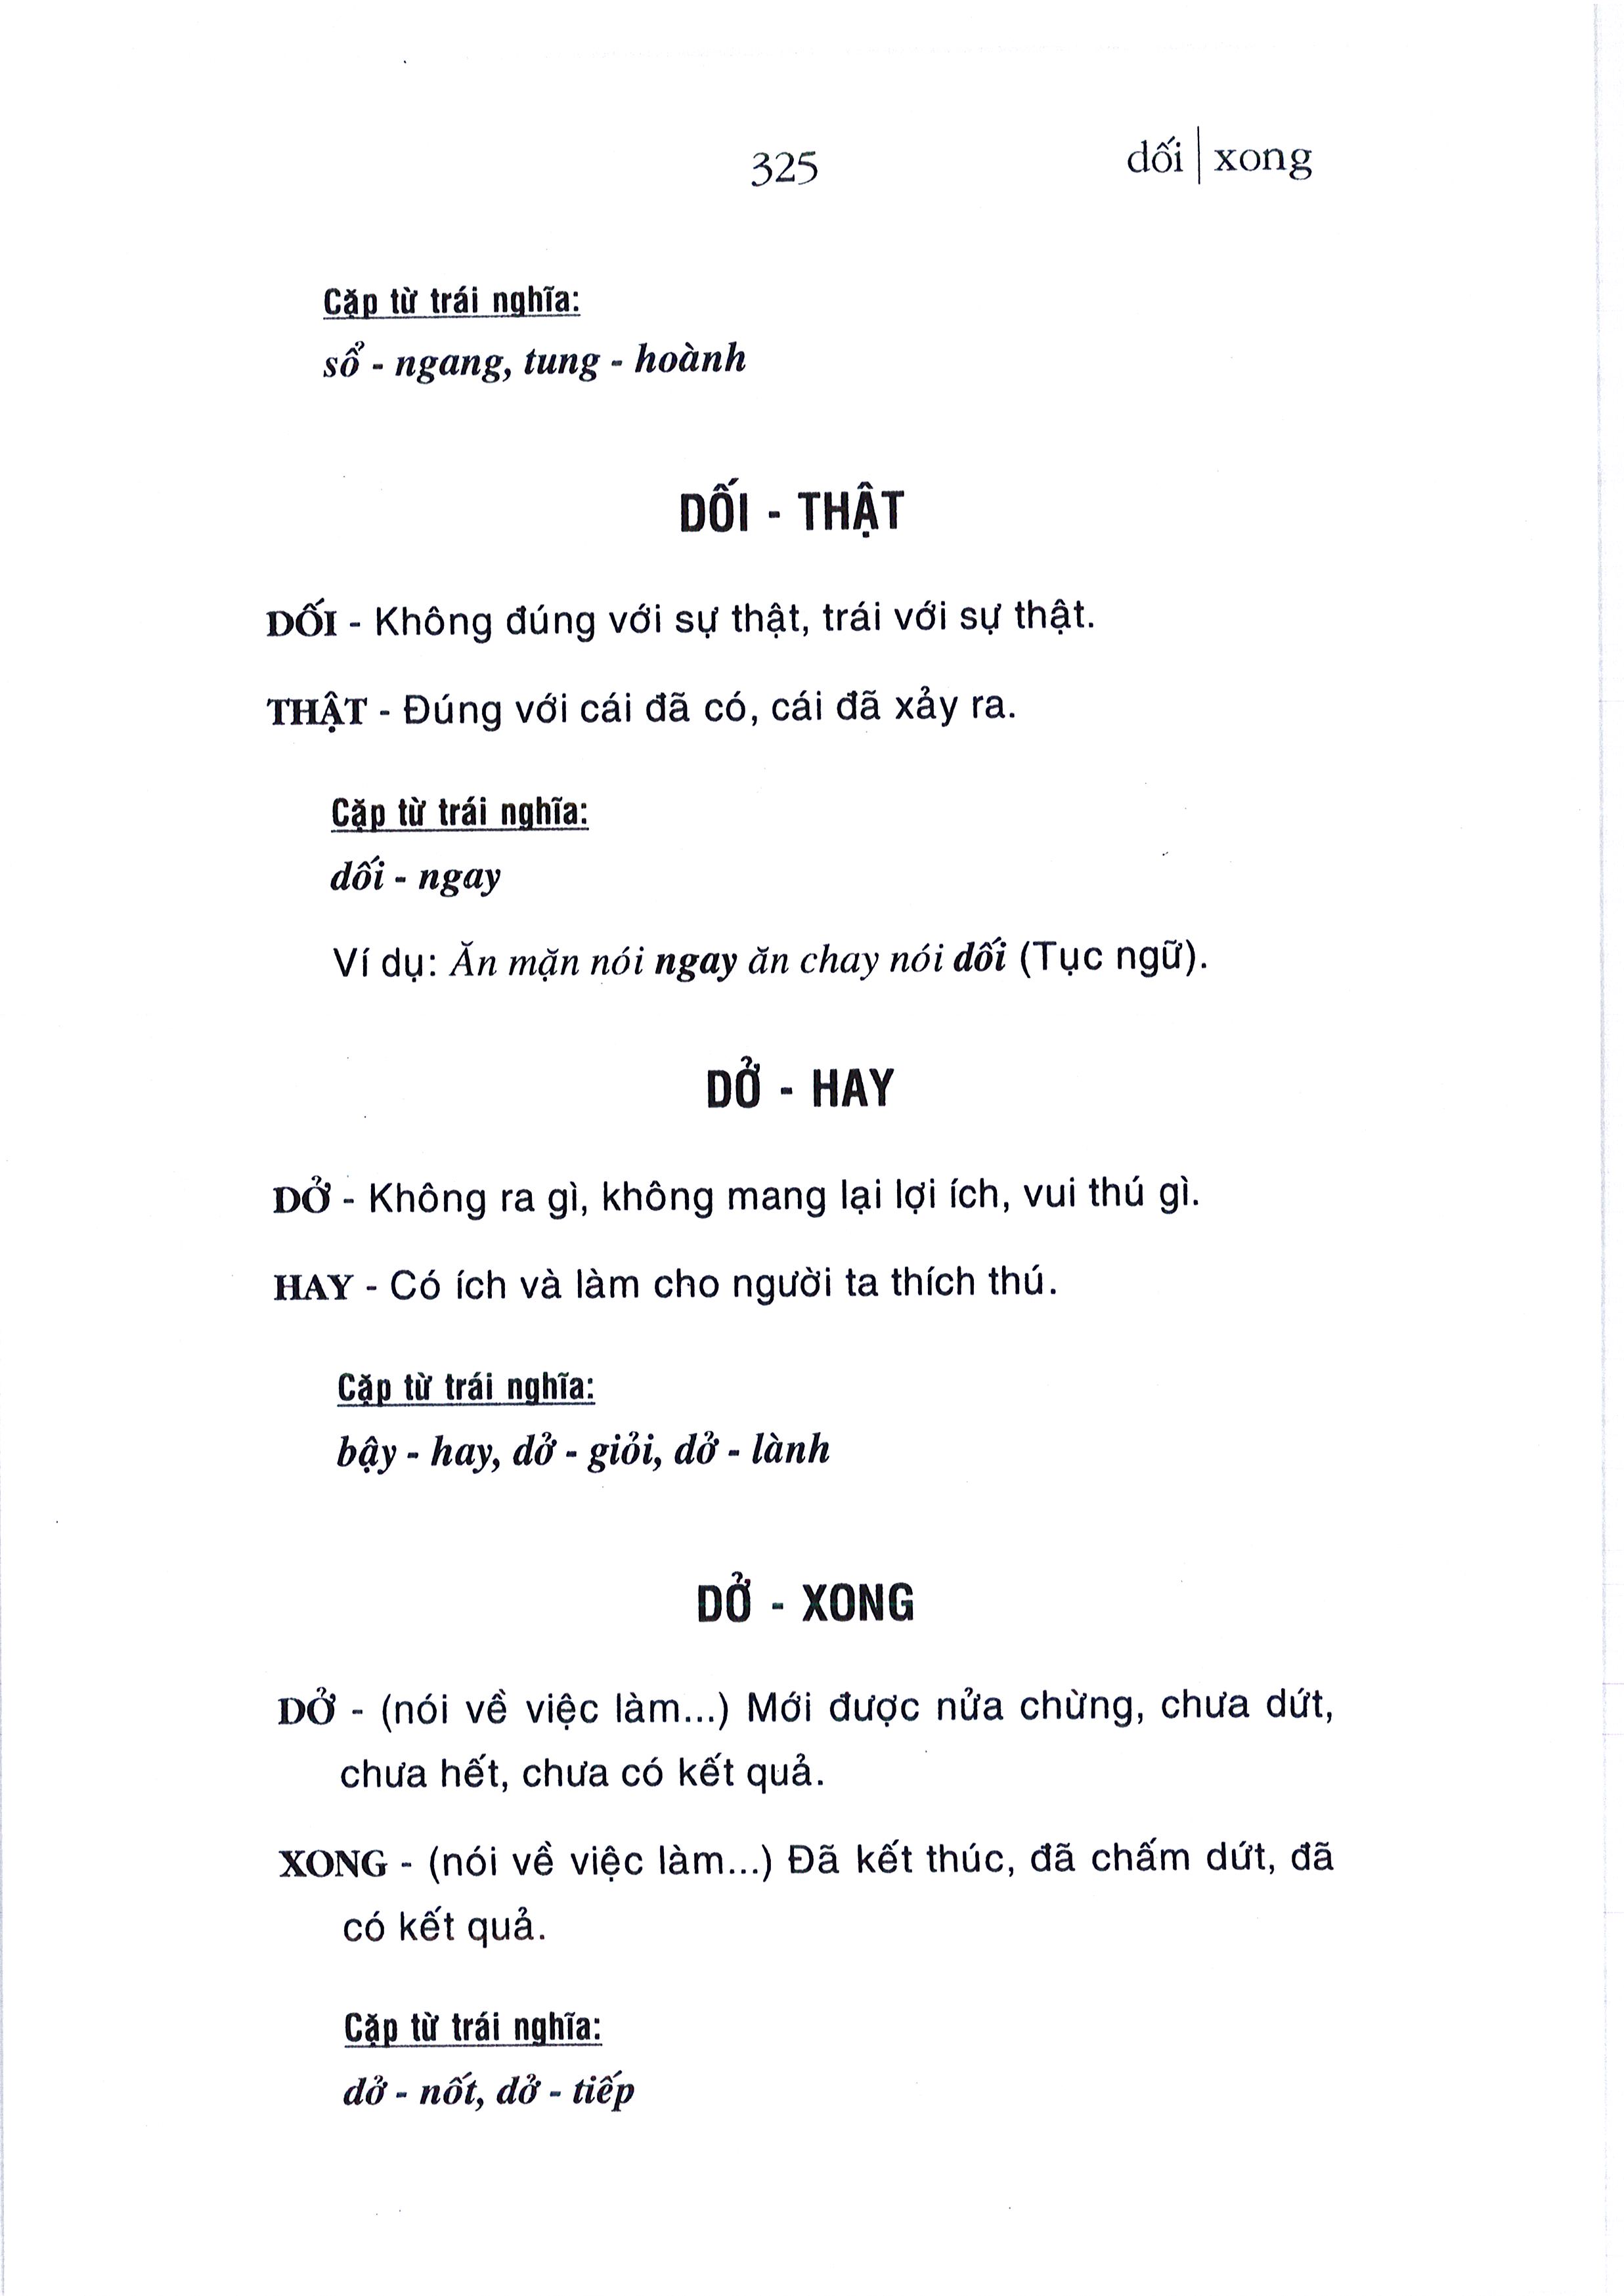 325
dối | xong
Cặp từ trái nghĩa:
sổ - ngang, tung - hoành
DỐI - THẬT
DỐI - Không đúng với sự thật, trái với sự thật.
THẬT - Đúng với cái đã có, cái đã xảy ra.
Cặp từ trái nghĩa:
dối - ngay
Ví dụ: Ăn mặn nói ngay ăn chay nói dối (Tục ngữ).
DỞ - HAY
DỞ - Không ra gì, không mang lại lợi ích, vui thú gì.
HAY - Có ích và làm cho người ta thích thú.
Cặp từ trái nghĩa:
bậy - hay, dở - giỏi, dở - lành
DỞ - XONG
DỞ - (nói về việc làm...) Mới được nửa chừng, chưa dứt,
chưa hết, chưa có kết quả.
XONG - (nói về việc làm...) Đã kết thúc, đã chấm dứt, đã
có kết quả.
Cặp từ trái nghĩa:
dở - nốt, dở - tiếp